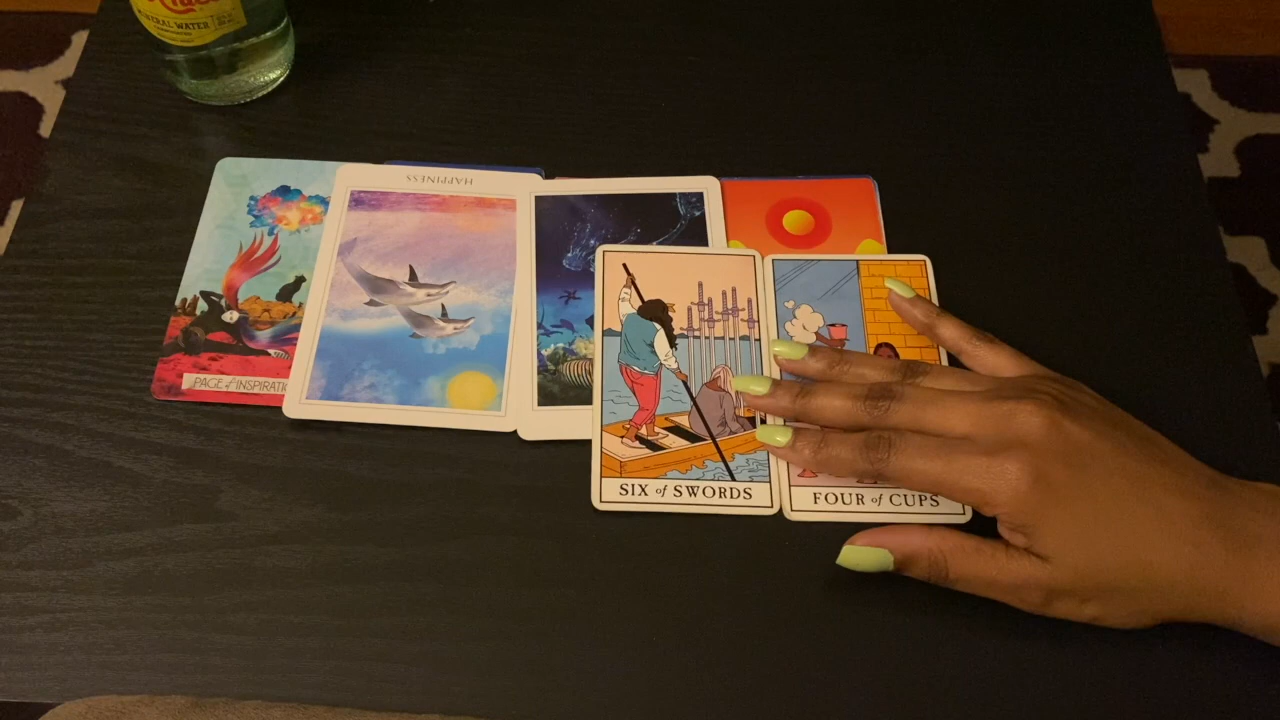 MINERAL WATER
HAPPINESS
PAGE of INSPIRATI
SIX of SWORDS
FOUR of CUPS